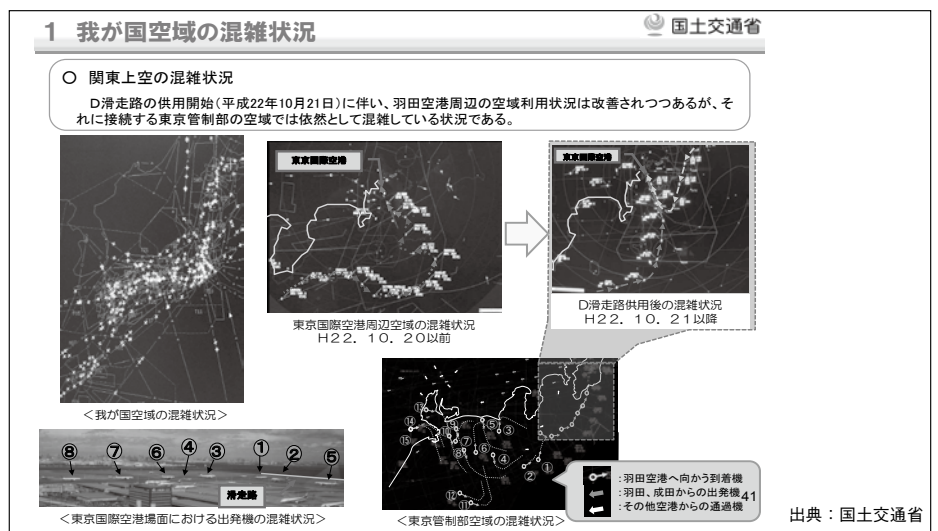 1 我が国空域の混雑状況
国土交通省
○ 関東上空の混雑状況
D滑走路の供用開始(平成22年10月21日)に伴い、羽田空港周辺の空域利用状況は改善されつつあるが、そ
れに接続する東京管制部の空域では依然として混雑している状況である。
東京国際空港
東京国際空港
東京国際空港周辺空域の混雑状況
H22.10.20以前
D滑走路供用後の混雑状況
H22.10.21以降
<我が国空域の混雑状況>
⑧ ⑦ ⑥ ④ ③ ① ② ⑤
滑走路
<東京国際空港場面における出発機の混雑状況>
⑬
⑭
⑮
⑤
③
⑦
⑥
④
⑧
②
①
⑫
⑪
<東京管制部空域の混雑状況>
:羽田空港へ向かう到着機
:羽田、成田からの出発機
:その他空港からの通過機
41
出典:国土交通省